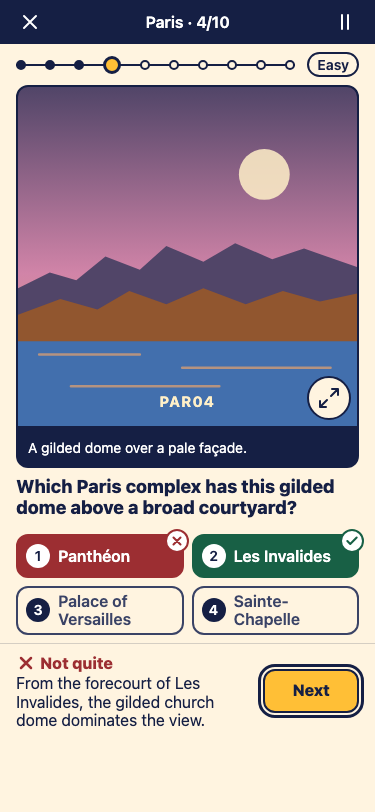 Paris · 4/10
Easy
PAR04
A gilded dome over a pale façade.
Which Paris complex has this gilded
dome above a broad courtyard?
1 Panthéon
2 Les Invalides
3 Palace of
Versailles
4 Sainte-
Chapelle
Not quite
From the forecourt of Les
Invalides, the gilded church
dome dominates the view.
Next